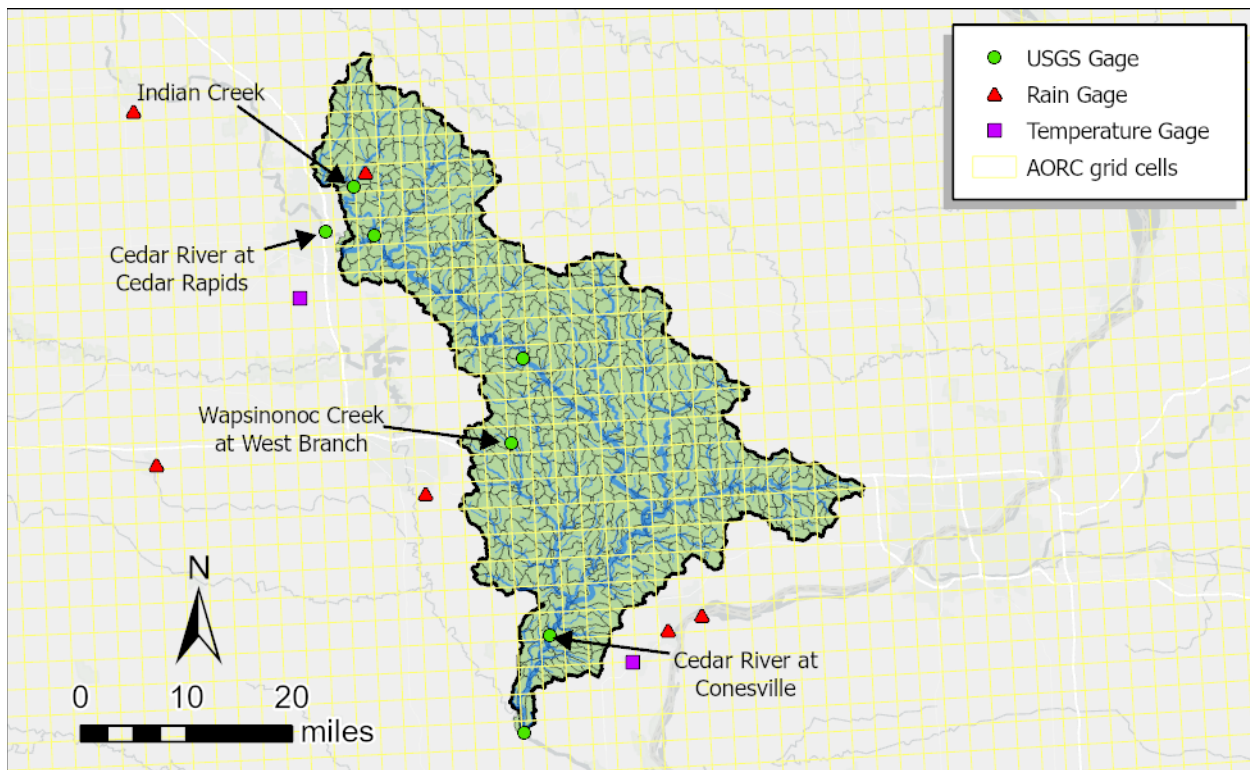 USGS Gage
Rain Gage
Temperature Gage
AORC grid cells
Indian Creek
Cedar River at
Cedar Rapids
Wapsinonoc Creek
at West Branch
Cedar River at
Conesville
N
0 10 20
miles